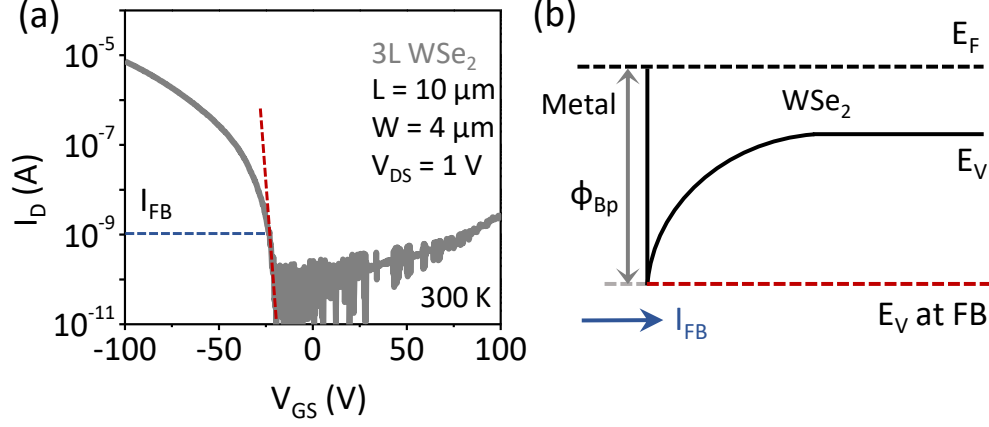 (a)
10⁻⁵
10⁻⁷
10⁻⁹
10⁻¹¹
I_D (A)
3L WSe₂
L = 10 μm
W = 4 μm
V_DS = 1 V
I_FB
300 K
-100
-50
0
50
100
V_GS (V)
(b)
E_F
Metal
WSe₂
E_V
ϕ_Bp
E_V at FB
I_FB